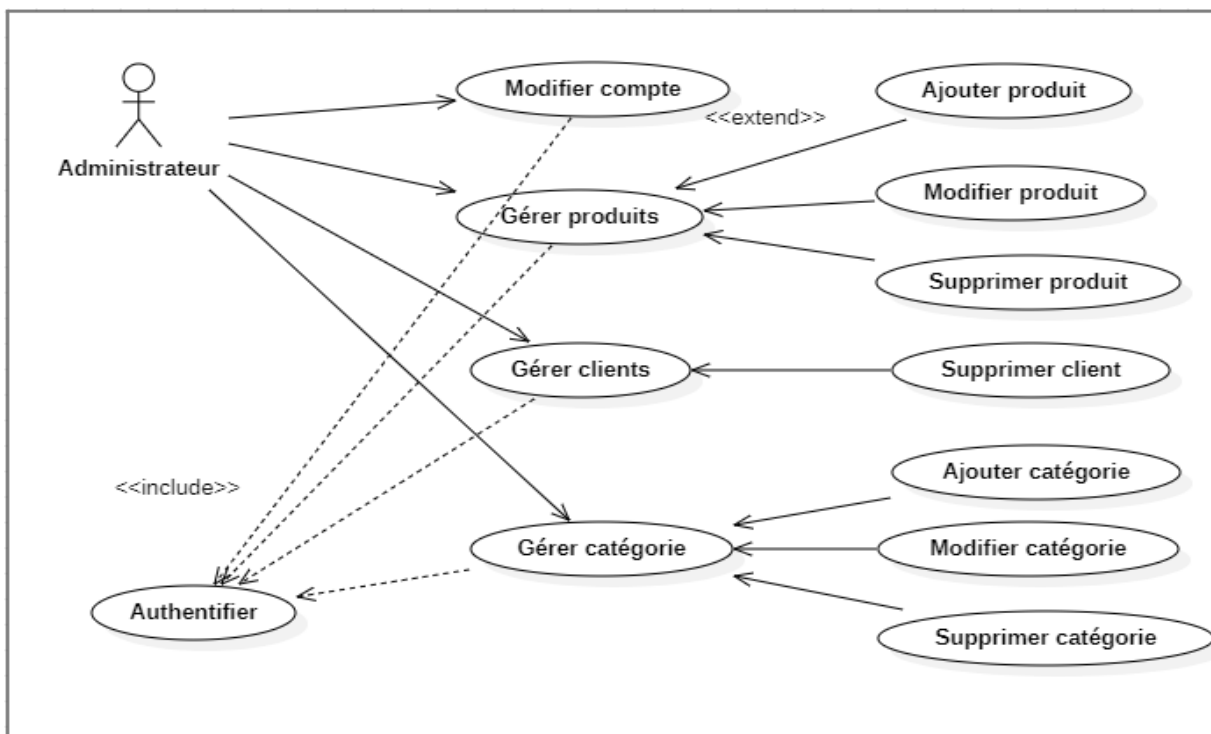 Modifier compte
Ajouter produit
<<extend>>
Administrateur
Modifier produit
Gérer produits
Supprimer produit
Gérer clients
Supprimer client
Ajouter catégorie
<<include>>
Gérer catégorie
Modifier catégorie
Authentifier
Supprimer catégorie